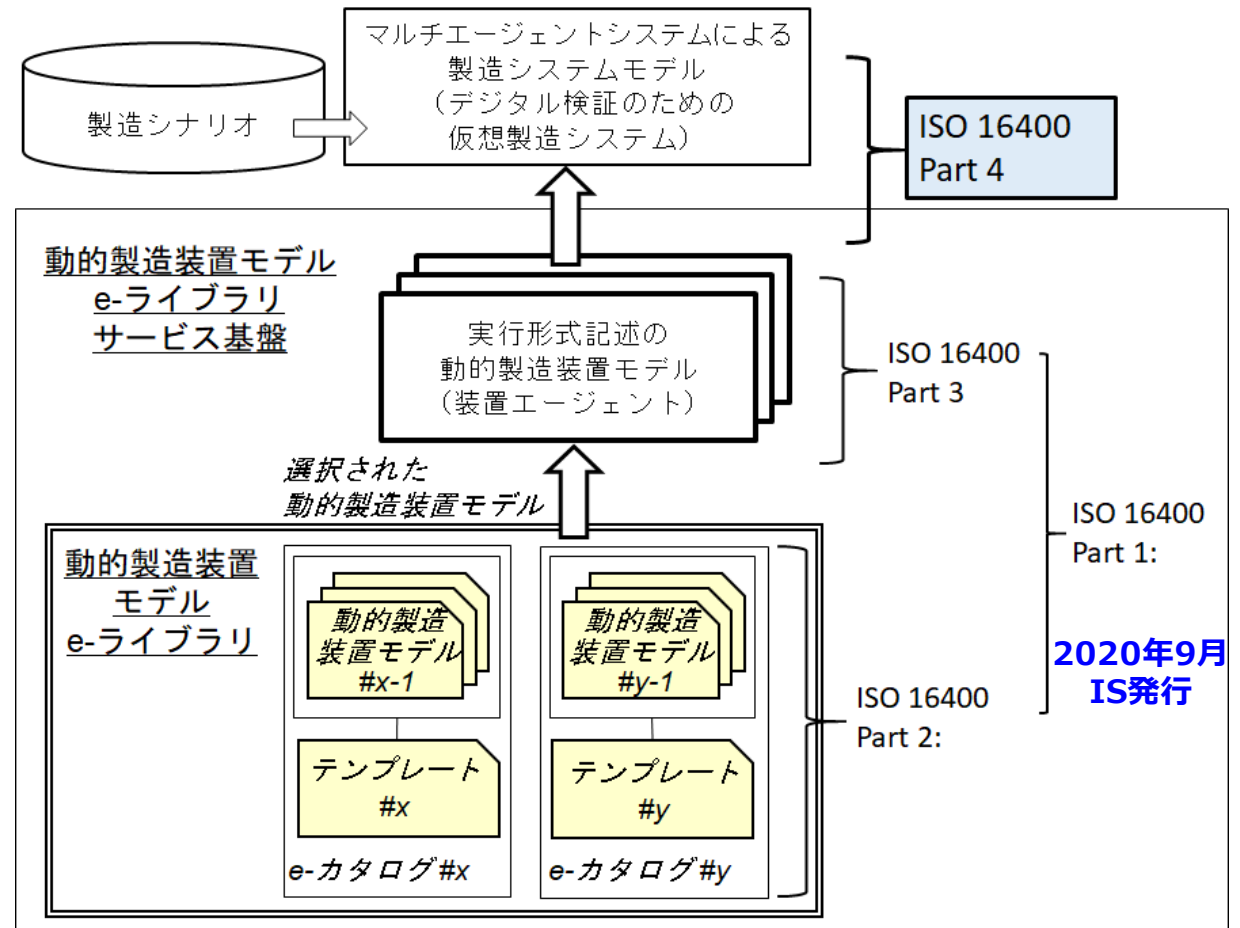 マルチエージェントシステムによる
製造システムモデル
（デジタル検証のための
仮想製造システム）
製造シナリオ
ISO 16400
Part 4
動的製造装置モデル
e-ライブラリ
サービス基盤
実行形式記述の
動的製造装置モデル
（装置エージェント）
ISO 16400
Part 3
選択された
動的製造装置モデル
ISO 16400
Part 1:
2020年9月
IS発行
動的製造装置
モデル
e-ライブラリ
動的製造
装置モデル
#x-1
テンプレート
#x
e-カタログ#x
動的製造
装置モデル
#y-1
テンプレート
#y
e-カタログ#y
ISO 16400
Part 2: